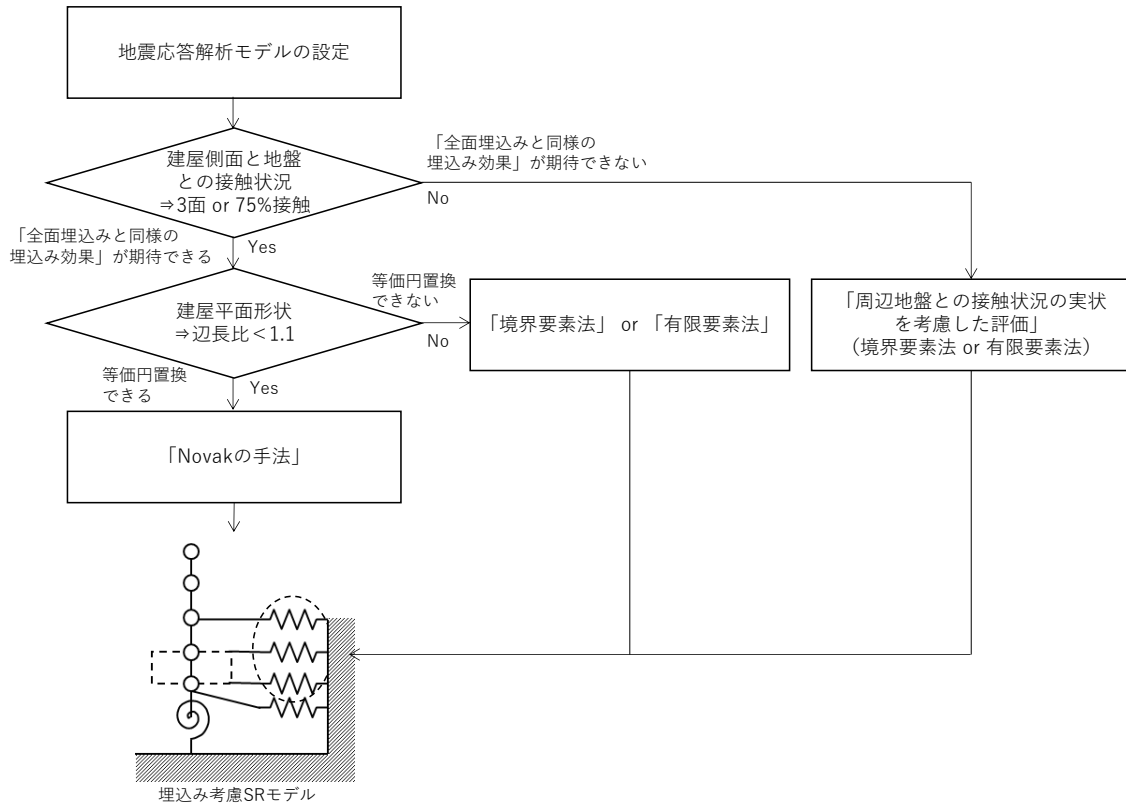 地震応答解析モデルの設定
「全面埋込みと同様の
埋込み効果」が期待できない
建屋側面と地盤
との接触状況
⇒3面 or 75%接触
No
「全面埋込みと同様の
埋込み効果」が期待できる
Yes
等価円置換
できない
建屋平面形状
⇒辺長比<1.1
No
「境界要素法」 or 「有限要素法」
「周辺地盤との接触状況の実状
を考慮した評価」
(境界要素法 or 有限要素法)
等価円置換
できる
Yes
「Novakの手法」
埋込み考慮SRモデル